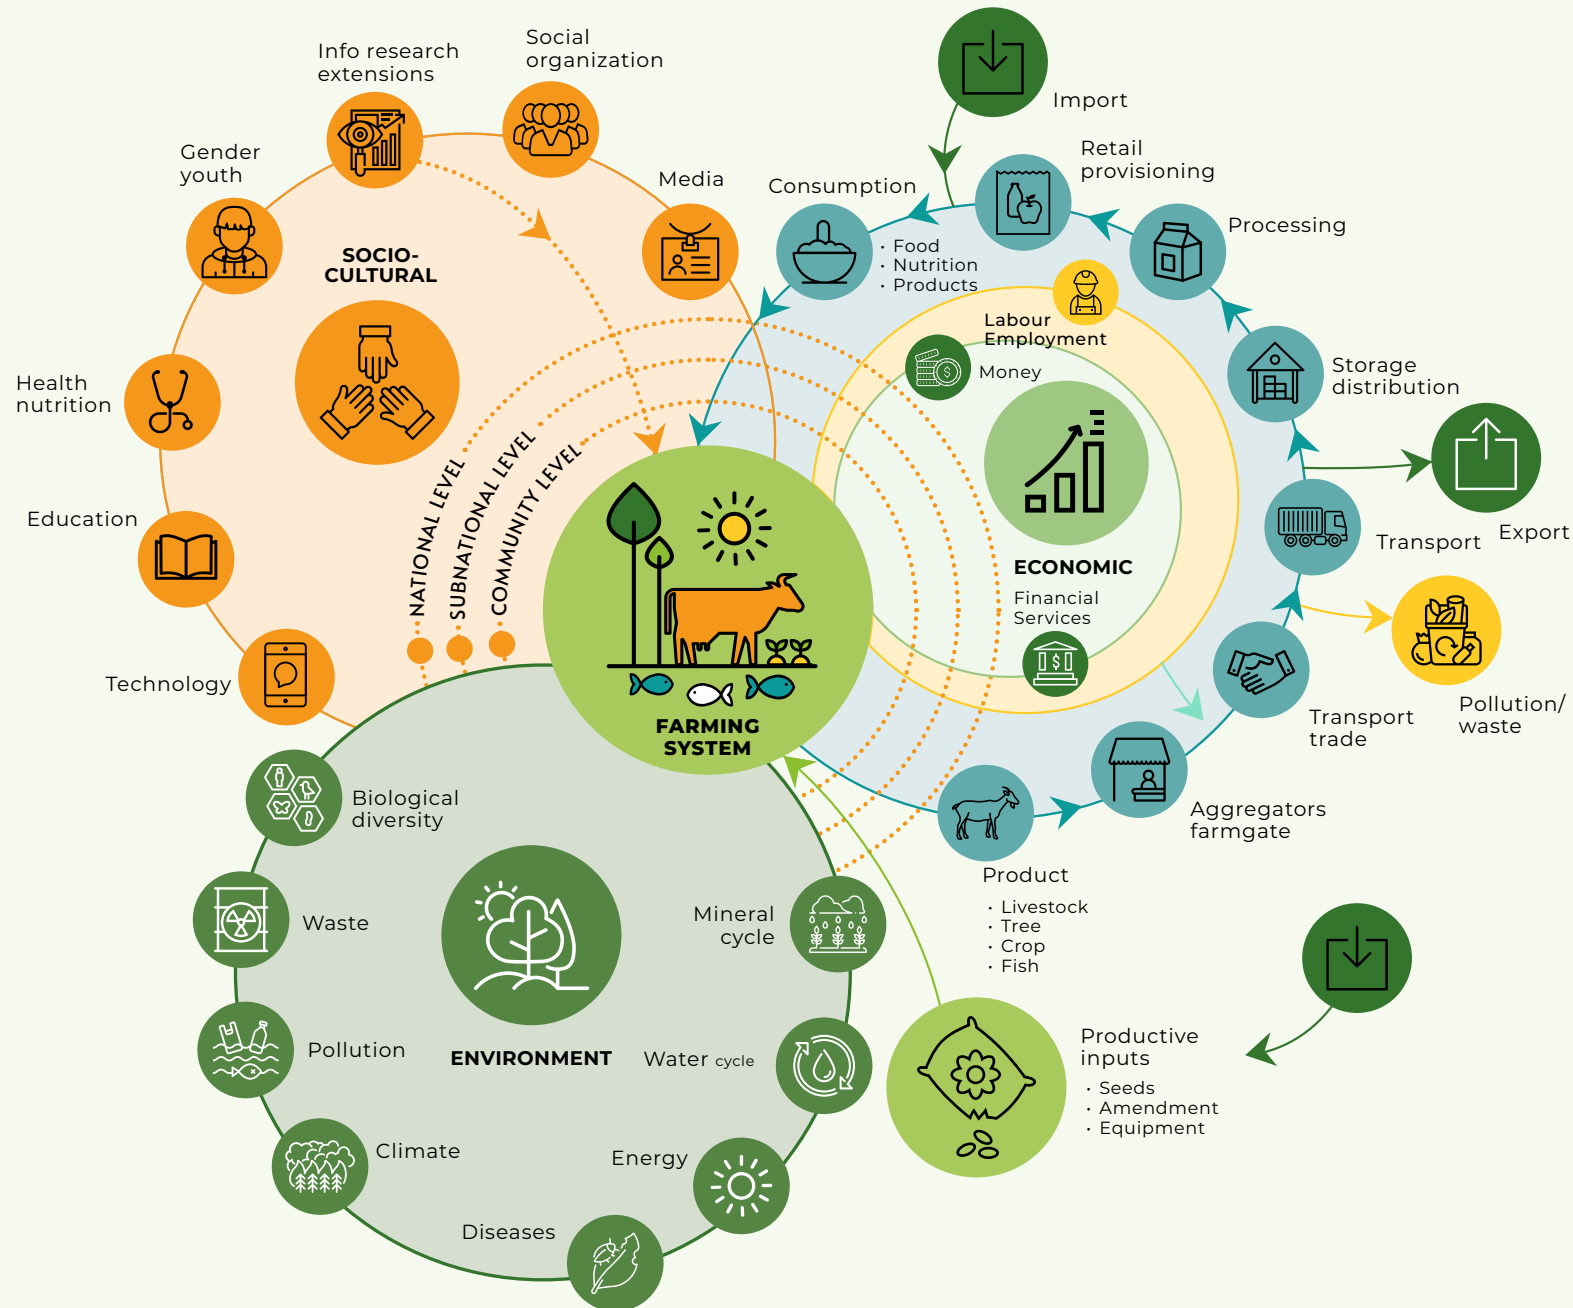 Info research
extensions
Social
organization
Gender
youth
Media
SOCIO-
CULTURAL
Health
nutrition
Education
Technology
NATIONAL LEVEL
SUBNATIONAL LEVEL
COMMUNITY LEVEL
Import
Retail
provisioning
Consumption
· Food
· Nutrition
· Products
Processing
Labour
Employment
Money
Storage
distribution
ECONOMIC
Financial
Services
Transport
Export
Pollution/
waste
Transport
trade
Aggregators
farmgate
Product
· Livestock
· Tree
· Crop
· Fish
FARMING
SYSTEM
Biological
diversity
Waste
Mineral
cycle
Pollution
ENVIRONMENT
Water cycle
Climate
Energy
Diseases
Productive
inputs
· Seeds
· Amendment
· Equipment